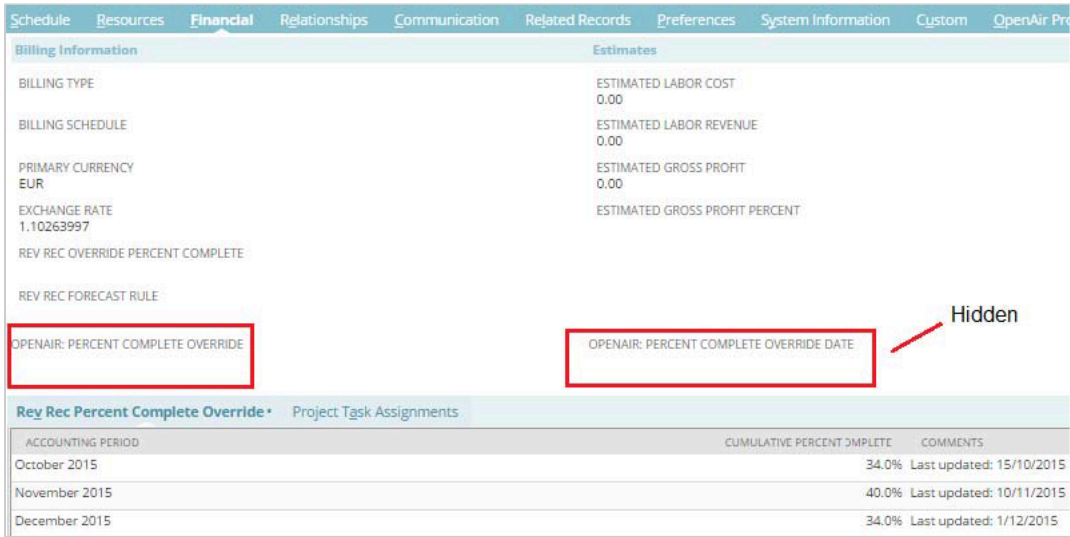 Schedule Resources Financial Relationships Communication Related Records Preferences System Information Custom OpenAir Pro
Billing Information Estimates
BILLING TYPE ESTIMATED LABOR COST
0.00
BILLING SCHEDULE ESTIMATED LABOR REVENUE
0.00
PRIMARY CURRENCY ESTIMATED GROSS PROFIT
EUR 0.00
EXCHANGE RATE ESTIMATED GROSS PROFIT PERCENT
1.10263997
REV REC OVERRIDE PERCENT COMPLETE
REV REC FORECAST RULE
Hidden
OPENAIR: PERCENT COMPLETE OVERRIDE OPENAIR: PERCENT COMPLETE OVERRIDE DATE
Rev Rec Percent Complete Override • Project Task Assignments
ACCOUNTING PERIOD CUMULATIVE PERCENT OMPLETE COMMENTS
October 2015 34.0% Last updated: 15/10/2015
November 2015 40.0% Last updated: 10/11/2015
December 2015 34.0% Last updated: 1/12/2015